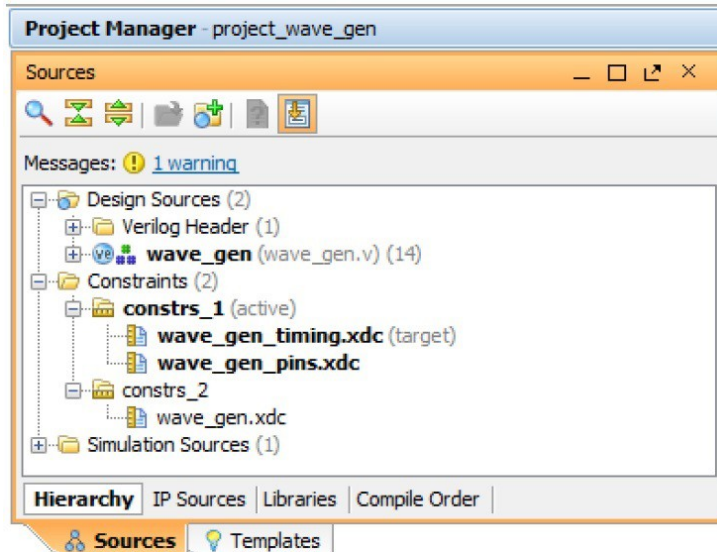 Project Manager - project_wave_gen
Sources
Messages: 1 warning
Design Sources (2)
Verilog Header (1)
wave_gen (wave_gen.v) (14)
Constraints (2)
constrs_1 (active)
wave_gen_timing.xdc (target)
wave_gen_pins.xdc
constrs_2
wave_gen.xdc
Simulation Sources (1)
Hierarchy IP Sources Libraries Compile Order
Sources Templates